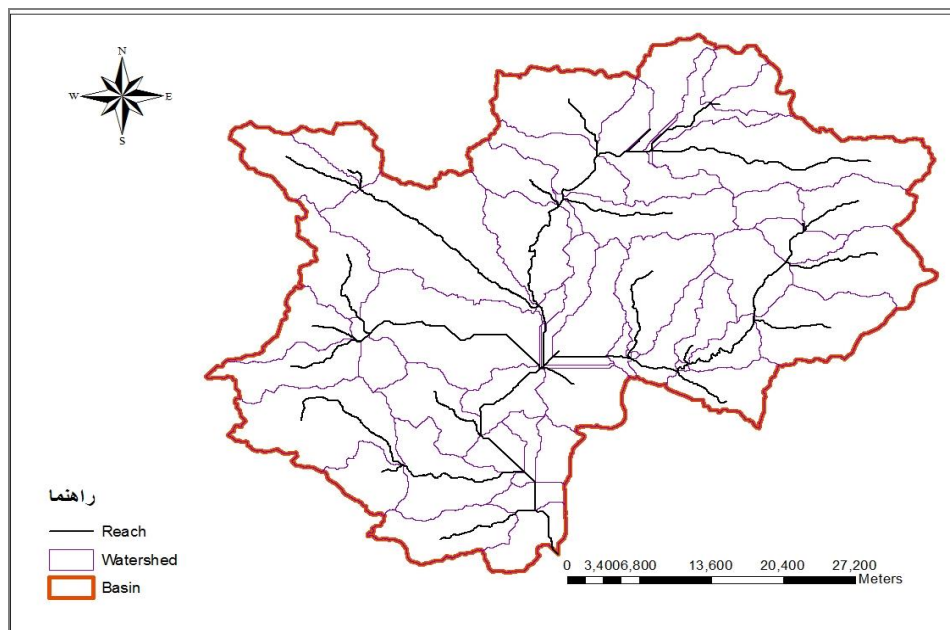 N
W E
S
راهنما
Reach
Watershed
Basin
0 3,4006,800 13,600 20,400 27,200
Meters